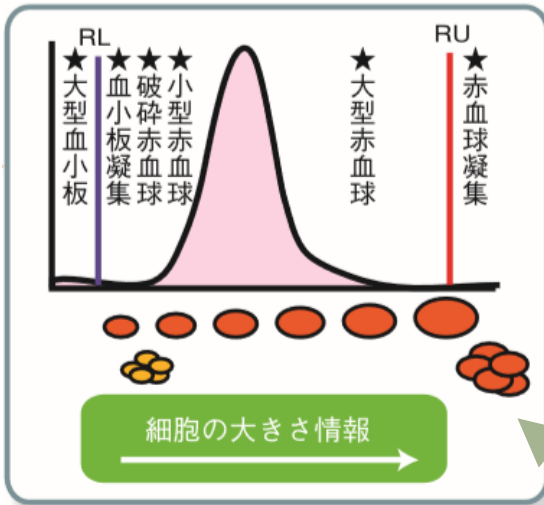 RL
RU
★大型血小板
★血小板凝集
★破砕赤血球
★小型赤血球
★大型赤血球
★赤血球凝集
細胞の大きさ情報